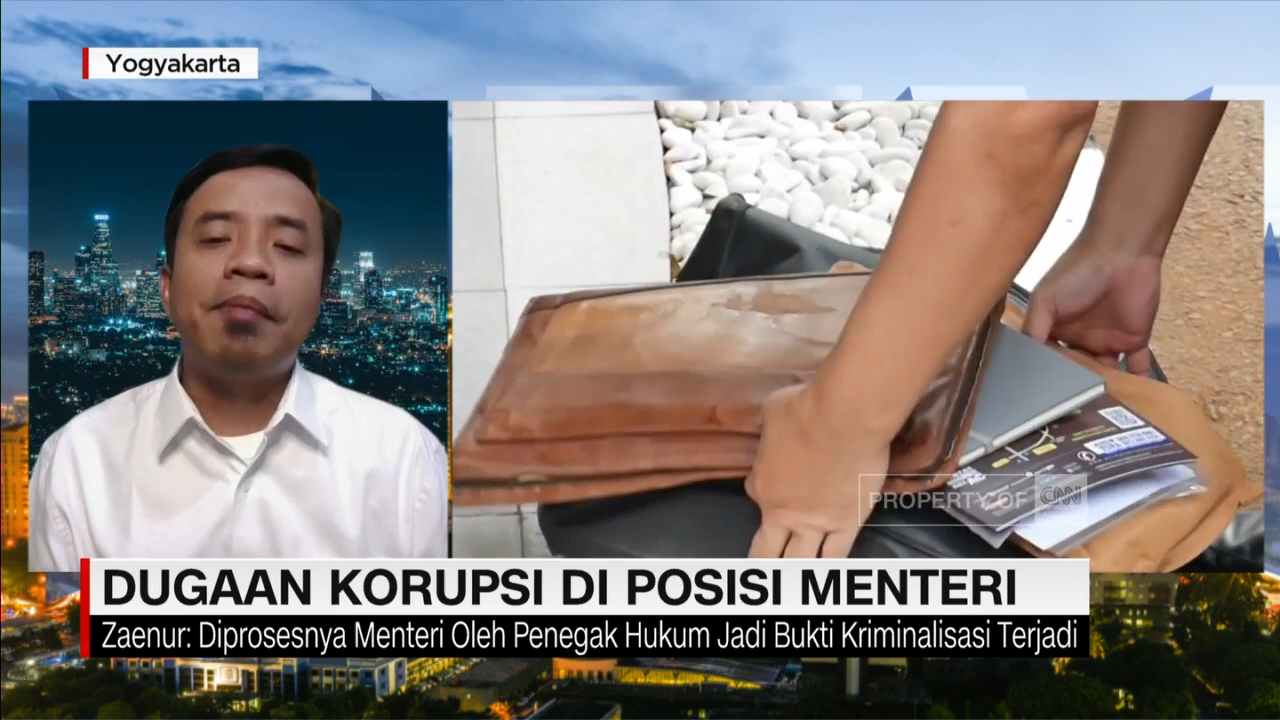 Yogyakarta
PROPERTY OF CNN
DUGAAN KORUPSI DI POSISI MENTERI
Zaenur: Diprosesnya Menteri Oleh Penegak Hukum Jadi Bukti Kriminalisasi Terjadi